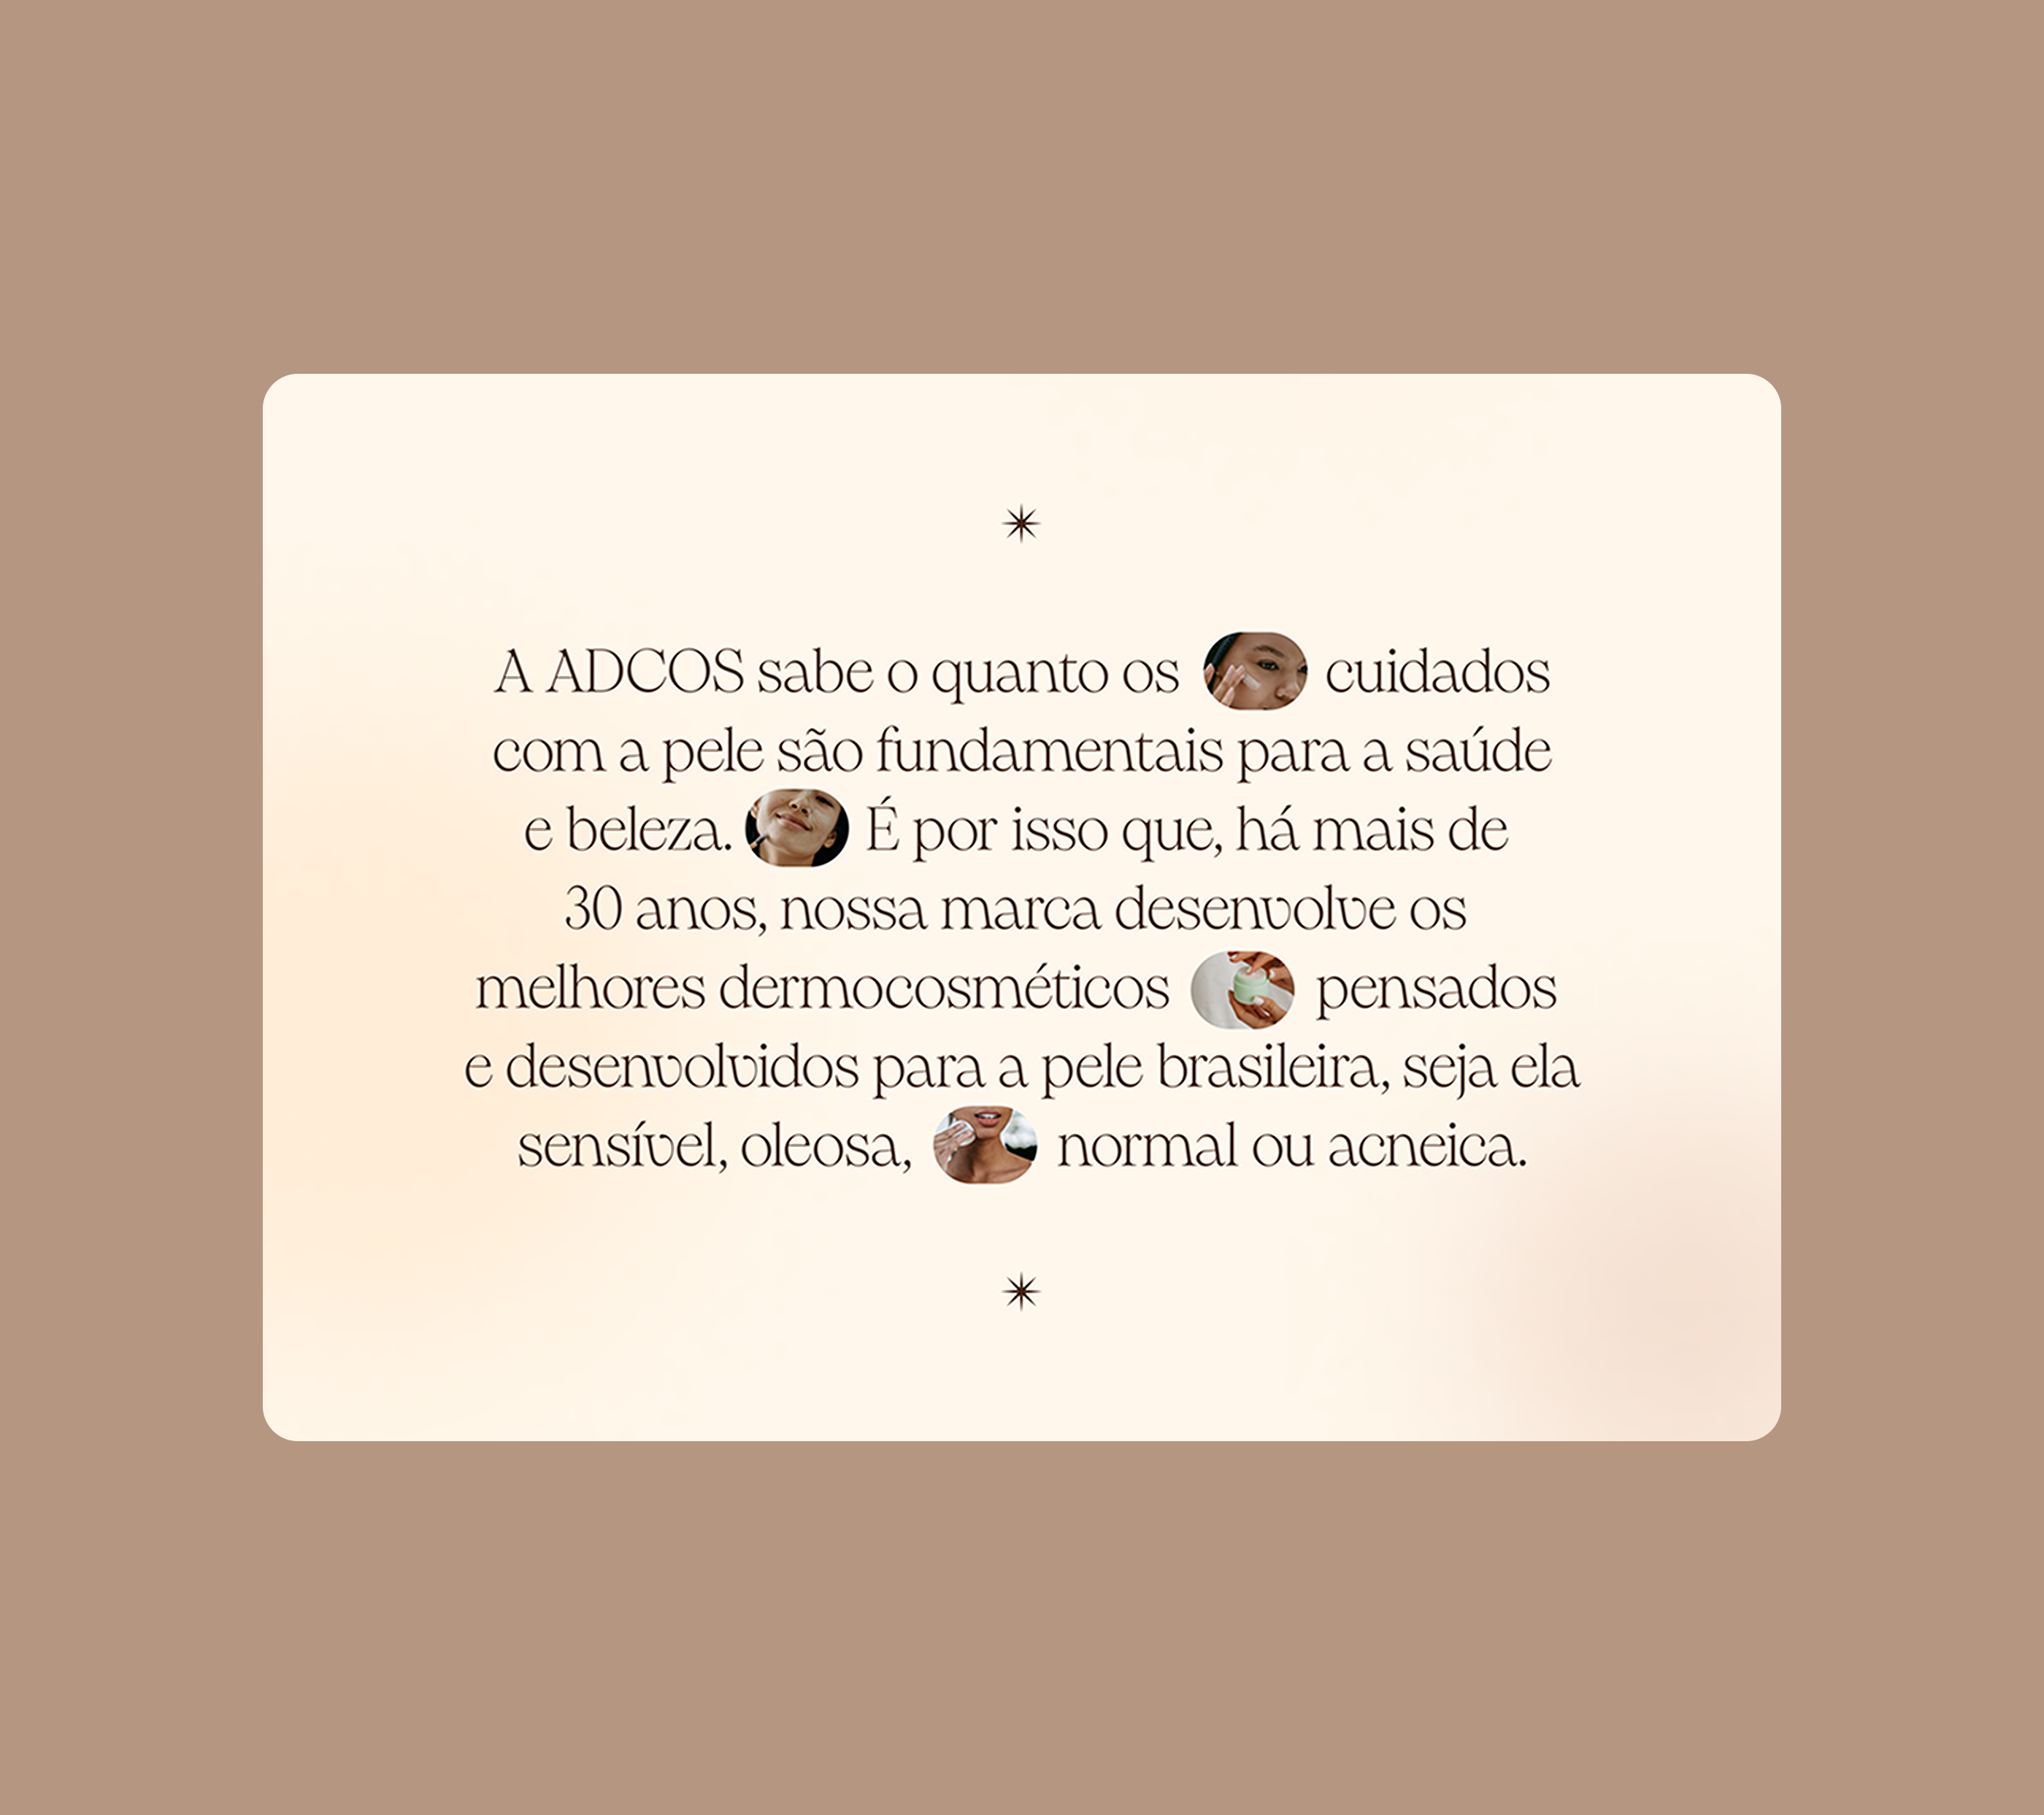 A ADCOS sabe o quanto os cuidados
com a pele são fundamentais para a saúde
e beleza. É por isso que, há mais de
30 anos, nossa marca desenvolve os
melhores dermocosméticos pensados
e desenvolvidos para a pele brasileira, seja ela
sensível, oleosa, normal ou acneica.